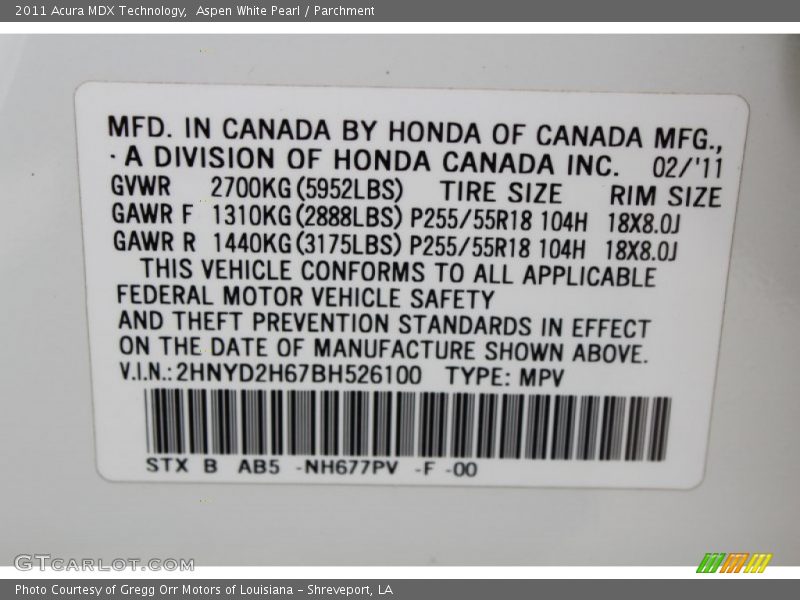 2011 Acura MDX Technology, Aspen White Pearl / Parchment
MFD. IN CANADA BY HONDA OF CANADA MFG.,
A DIVISION OF HONDA CANADA INC. 02/'11
GVWR 2700KG (5952LBS) TIRE SIZE RIM SIZE
GAWR F 1310KG (2888LBS) P255/55R18 104H 18X8.0J
GAWR R 1440KG (3175LBS) P255/55R18 104H 18X8.0J
THIS VEHICLE CONFORMS TO ALL APPLICABLE
FEDERAL MOTOR VEHICLE SAFETY
AND THEFT PREVENTION STANDARDS IN EFFECT
ON THE DATE OF MANUFACTURE SHOWN ABOVE.
V.I.N.: 2HNYD2H67BH526100 TYPE: MPV
STX B AB5 -NH677PV -F -00
GTCARLOT.COM
Photo Courtesy of Gregg Orr Motors of Louisiana - Shreveport, LA